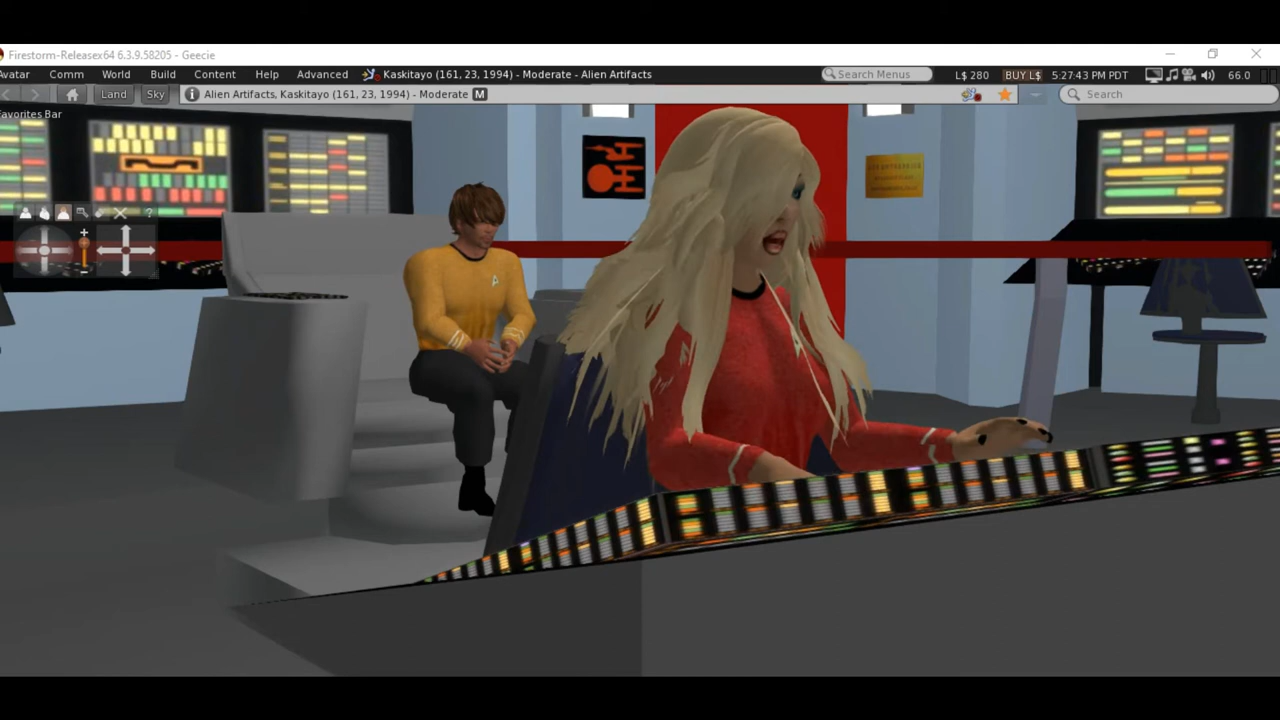 Firestorm-Releasex64 6.3.9.58205 - Geecie
Avatar Comm World Build Content Help Advanced Kaskitayo (161, 23, 1994) - Moderate - Alien Artifacts Search Menus L$ 280 BUY L$ 5:27:43 PM PDT 66.0
Land Sky Alien Artifacts, Kaskitayo (161, 23, 1994) - Moderate M Search
Favorites Bar
?